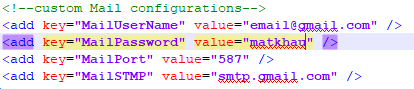 <!--custom Mail configurations-->
<add key="MailUserName" value="email@gmail.com" />
<add key="MailPassword" value="matkhau" />
<add key="MailPort" value="587" />
<add key="MailSTMP" value="smtp.gmail.com" />